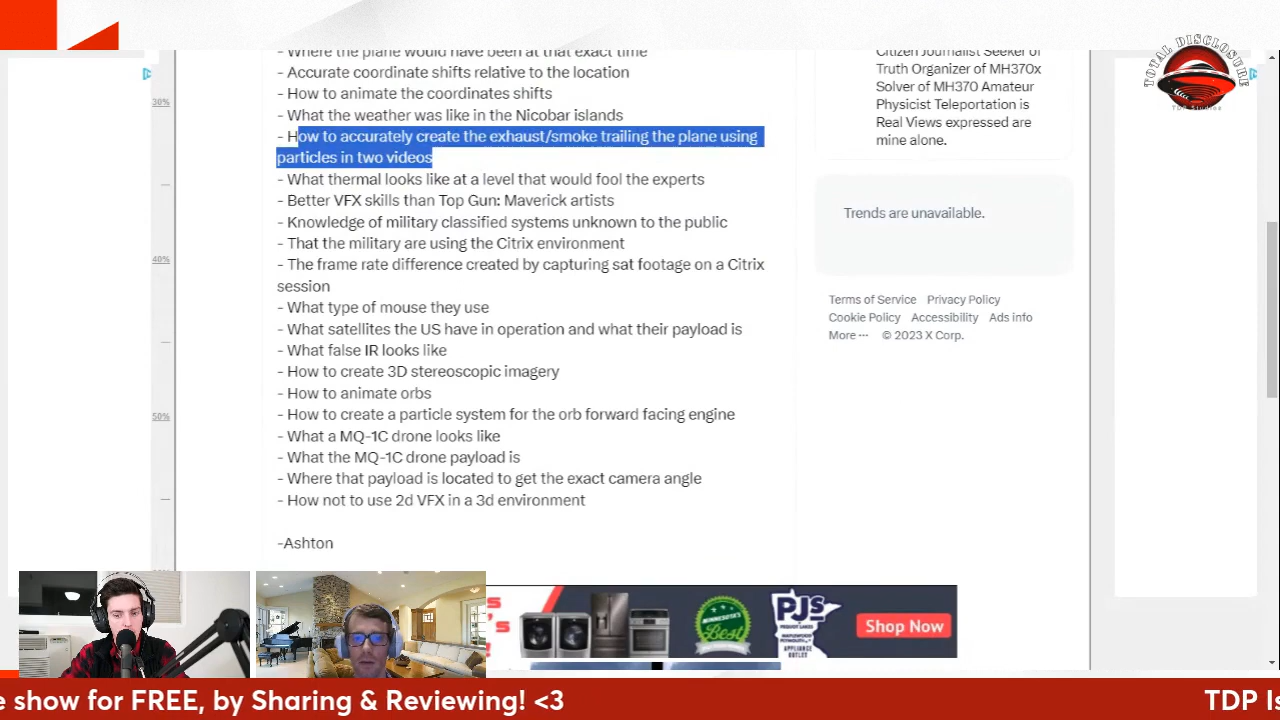 - Where the plane would have been at that exact time
- Accurate coordinate shifts relative to the location
- How to animate the coordinates shifts
- What the weather was like in the Nicobar islands
- How to accurately create the exhaust/smoke trailing the plane using
particles in two videos
- What thermal looks like at a level that would fool the experts
- Better VFX skills than Top Gun: Maverick artists
- Knowledge of military classified systems unknown to the public
- That the military are using the Citrix environment
- The frame rate difference created by capturing sat footage on a Citrix
session
- What type of mouse they use
- What satellites the US have in operation and what their payload is
- What false IR looks like
- How to create 3D stereoscopic imagery
- How to animate orbs
- How to create a particle system for the orb forward facing engine
- What a MQ-1C drone looks like
- What the MQ-1C drone payload is
- Where that payload is located to get the exact camera angle
- How not to use 2d VFX in a 3d environment
-Ashton
30%
40%
50%
Citizen Journalist Seeker of
Truth Organizer of MH370x
Solver of MH370 Amateur
Physicist Teleportation is
Real Views expressed are
mine alone.
Trends are unavailable.
Terms of Service Privacy Policy
Cookie Policy Accessibility Ads info
More ··· © 2023 X Corp.
TOTAL DISCLOSURE
TDP Studios
MINNESOTA'S
Best
PJs
APPLIANCE
OUTLET
Shop Now
e show for FREE, by Sharing & Reviewing! <3
TDP Is